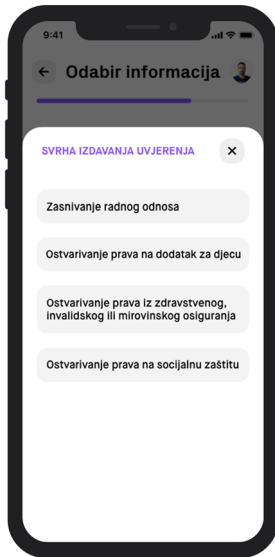 9:41
Odabir informacija
SVRHA IZDAVANJA UVJERENJA
Zasnivanje radnog odnosa
Ostvarivanje prava na dodatak za djecu
Ostvarivanje prava iz zdravstvenog,
invalidskog ili mirovinskog osiguranja
Ostvarivanje prava na socijalnu zaštitu